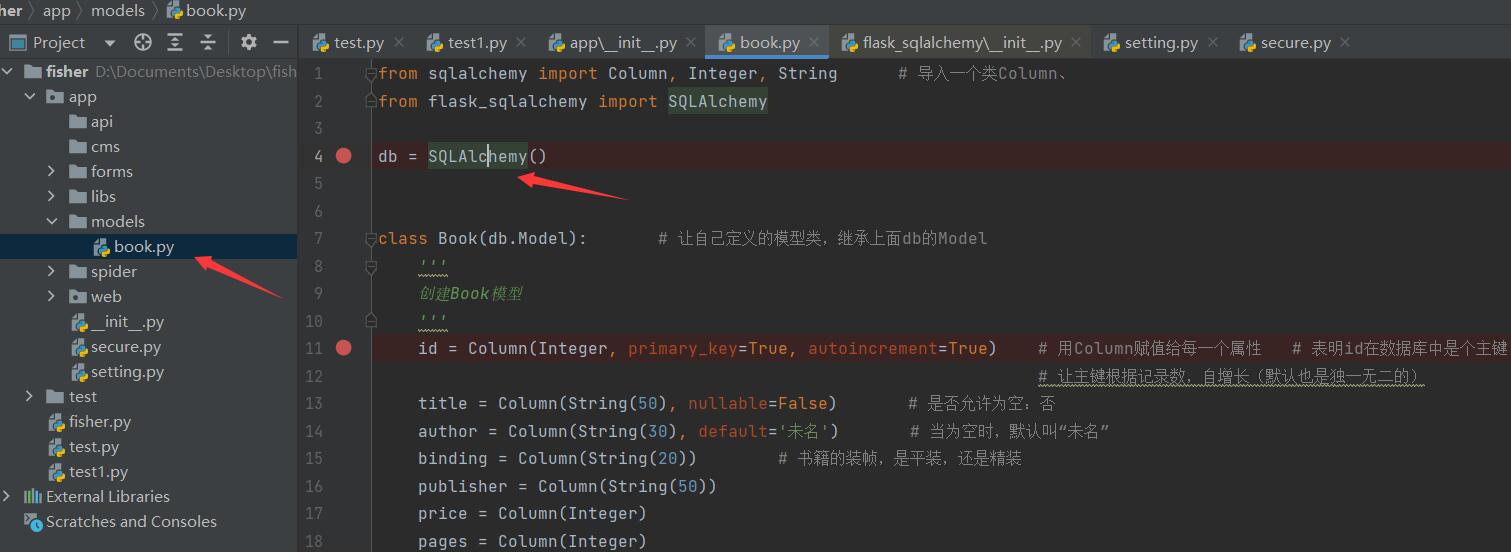 her > app > models > book.py
Project
test.py
test1.py
app\__init__.py
book.py
flask_sqlalchemy\__init__.py
setting.py
secure.py
fisher D:\Documents\Desktop\fish
app
api
cms
forms
libs
models
book.py
spider
web
__init__.py
secure.py
setting.py
test
fisher.py
test.py
test1.py
External Libraries
Scratches and Consoles
1 from sqlalchemy import Column, Integer, String # 导入一个类Column、
2 from flask_sqlalchemy import SQLAlchemy
3
4 db = SQLAlchemy()
5
6
7 class Book(db.Model): # 让自己定义的模型类，继承上面db的Model
8 '''
9 创建Book模型
10 '''
11 id = Column(Integer, primary_key=True, autoincrement=True) # 用Column赋值给每一个属性 # 表明id在数据库中是个主键
12 # 让主键根据记录数，自增长（默认也是独一无二的）
13 title = Column(String(50), nullable=False) # 是否允许为空：否
14 author = Column(String(30), default='未名') # 当为空时，默认叫“未名”
15 binding = Column(String(20)) # 书籍的装帧，是平装，还是精装
16 publisher = Column(String(50))
17 price = Column(Integer)
18 pages = Column(Integer)